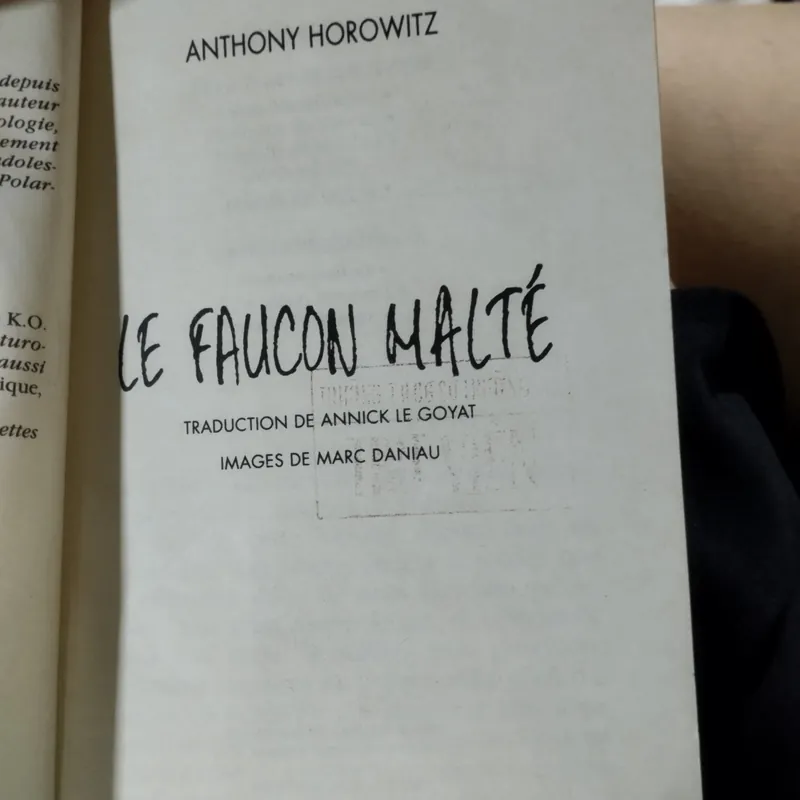 depuis
auteur
ologie,
ement
doles-
Polar.
K.O.
turo-
aussi
ique,
ettes
ANTHONY HOROWITZ
LE FAUCON MALTÉ
TRADUCTION DE ANNICK LE GOYAT
IMAGES DE MARC DANIAU